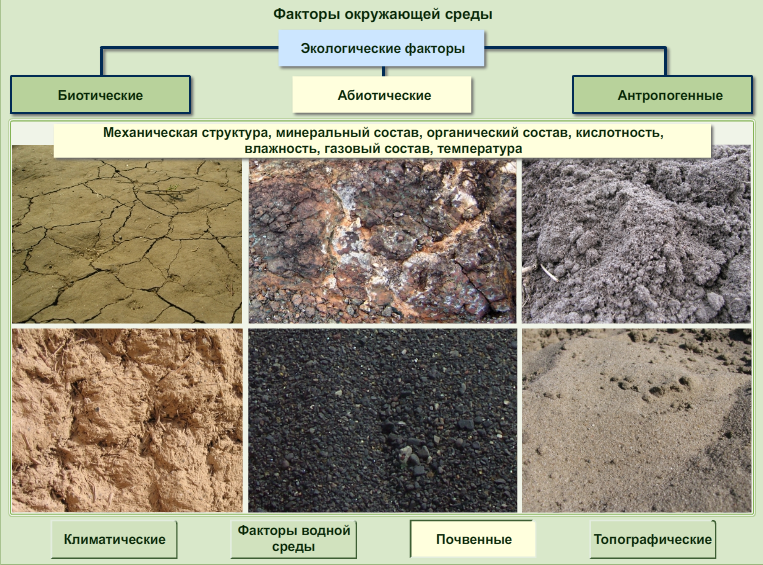 Факторы окружающей среды
Экологические факторы
Биотические
Абиотические
Антропогенные
Механическая структура, минеральный состав, органический состав, кислотность,
влажность, газовый состав, температура
Климатические
Факторы водной
среды
Почвенные
Топографические